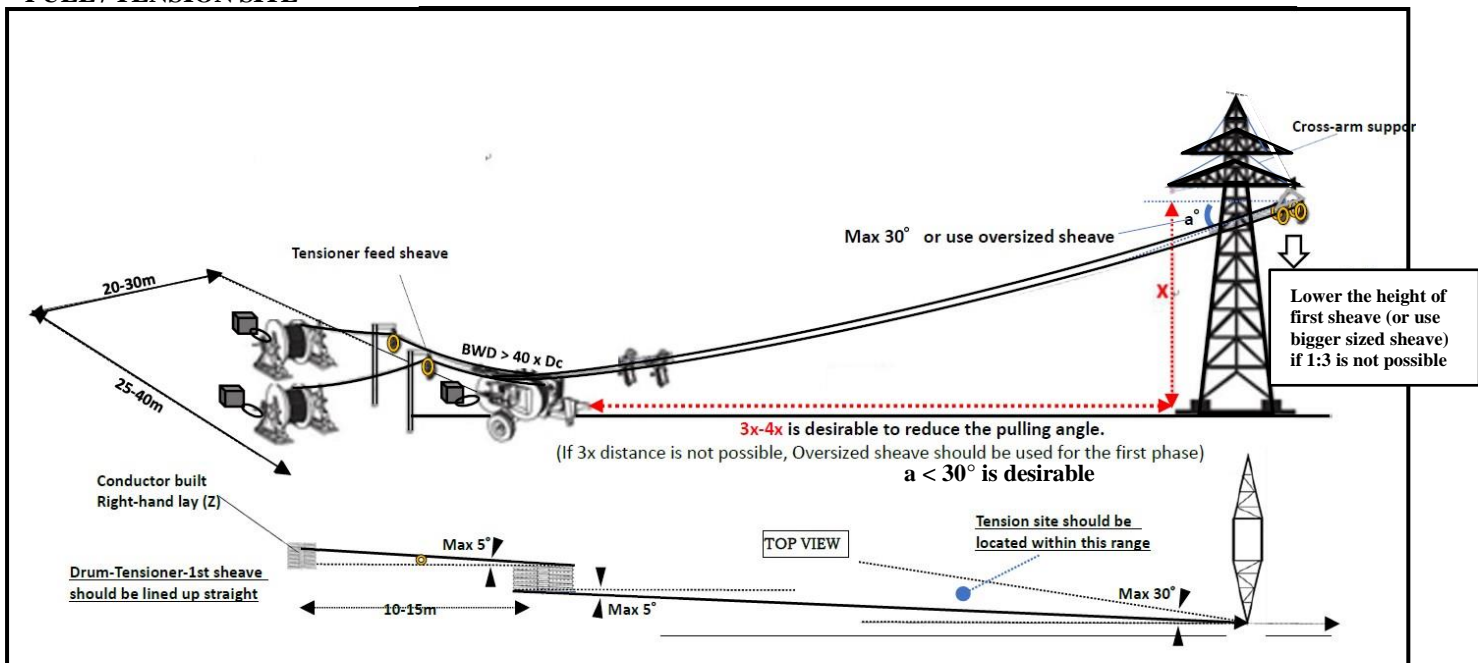 Cross-arm suppor
a°
Max 30° or use oversized sheave
Tensioner feed sheave
20-30m
X
Lower the height of
first sheave (or use
bigger sized sheave)
if 1:3 is not possible
BWD > 40 x Dc
25-40m
3x-4x is desirable to reduce the pulling angle.
(If 3x distance is not possible, Oversized sheave should be used for the first phase)
a < 30° is desirable
Conductor built
Right-hand lay (Z)
Tension site should be
located within this range
TOP VIEW
Max 5°
Drum-Tensioner-1st sheave
should be lined up straight
10-15m
Max 5°
Max 30°